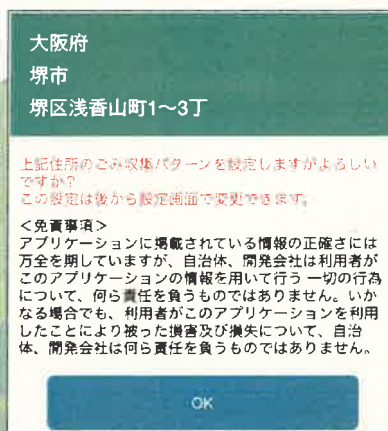 大阪府
堺市
堺区浅香山町1〜3丁
上記住所のごみ収集パターンを設定しますがよろしい
ですか?
この設定は後から設定画面で変更できます。
<免責事項>
アプリケーションに掲載されている情報の正確さには
万全を期していますが、自治体、開発会社は利用者が
このアプリケーションの情報を用いて行う一切の行為
について、何ら責任を負うものではありません。いか
なる場合でも、利用者がこのアプリケーションを利用
したことにより被った損害及び損失について、自治
体、開発会社は何ら責任を負うものではありません。
OK